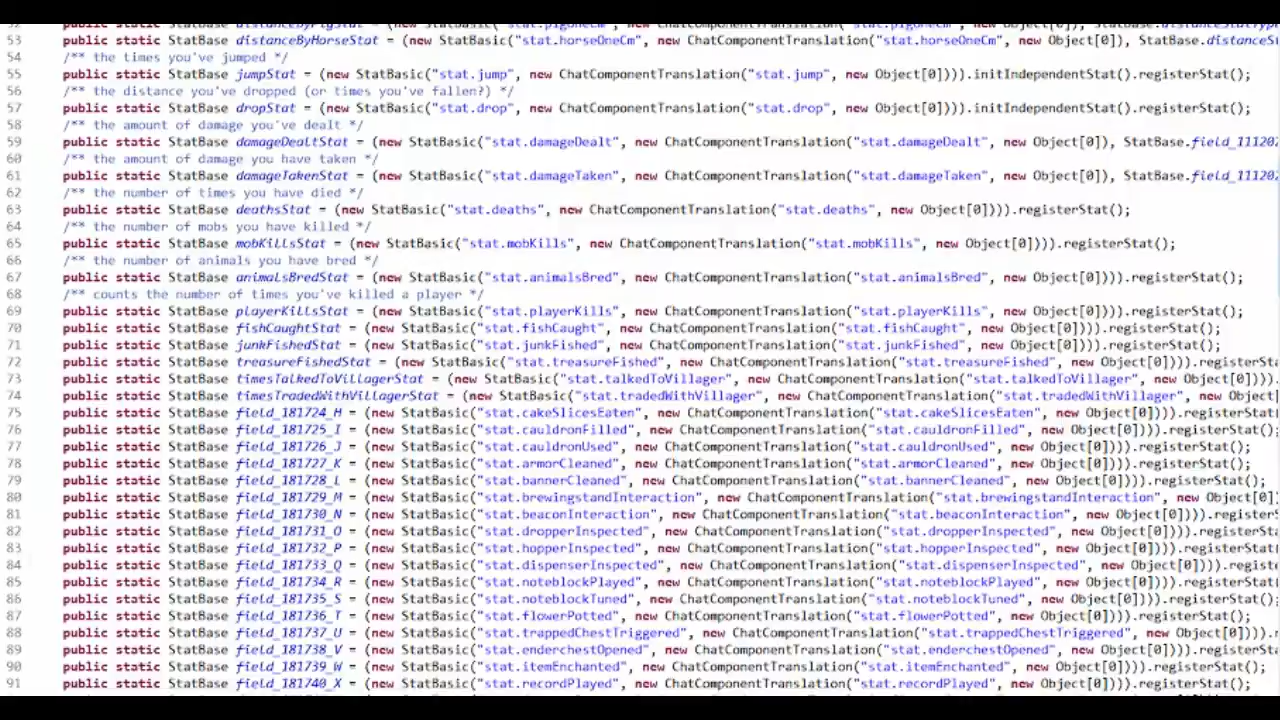 53 public static StatBase distanceByHorseStat = (new StatBasic("stat.horseOneCm", new ChatComponentTranslation("stat.horseOneCm", new Object[0]), StatBase.distanceSt
54 /** the times you've jumped */
55 public static StatBase jumpStat = (new StatBasic("stat.jump", new ChatComponentTranslation("stat.jump", new Object[0]))).initIndependentStat().registerStat();
56 /** the distance you've dropped (or times you've fallen?) */
57 public static StatBase dropStat = (new StatBasic("stat.drop", new ChatComponentTranslation("stat.drop", new Object[0]))).initIndependentStat().registerStat();
58 /** the amount of damage you've dealt */
59 public static StatBase damageDealtStat = (new StatBasic("stat.damageDealt", new ChatComponentTranslation("stat.damageDealt", new Object[0]), StatBase.field_111202
60 /** the amount of damage you have taken */
61 public static StatBase damageTakenStat = (new StatBasic("stat.damageTaken", new ChatComponentTranslation("stat.damageTaken", new Object[0]), StatBase.field_111202
62 /** the number of times you have died */
63 public static StatBase deathsStat = (new StatBasic("stat.deaths", new ChatComponentTranslation("stat.deaths", new Object[0]))).registerStat();
64 /** the number of mobs you have killed */
65 public static StatBase mobKillsStat = (new StatBasic("stat.mobKills", new ChatComponentTranslation("stat.mobKills", new Object[0]))).registerStat();
66 /** the number of animals you have bred */
67 public static StatBase animalsBredStat = (new StatBasic("stat.animalsBred", new ChatComponentTranslation("stat.animalsBred", new Object[0]))).registerStat();
68 /** counts the number of times you've killed a player */
69 public static StatBase playerKillsStat = (new StatBasic("stat.playerKills", new ChatComponentTranslation("stat.playerKills", new Object[0]))).registerStat();
70 public static StatBase fishCaughtStat = (new StatBasic("stat.fishCaught", new ChatComponentTranslation("stat.fishCaught", new Object[0]))).registerStat();
71 public static StatBase junkFishedStat = (new StatBasic("stat.junkFished", new ChatComponentTranslation("stat.junkFished", new Object[0]))).registerStat();
72 public static StatBase treasureFishedStat = (new StatBasic("stat.treasureFished", new ChatComponentTranslation("stat.treasureFished", new Object[0]))).registerSta
73 public static StatBase timesTalkedToVillagerStat = (new StatBasic("stat.talkedToVillager", new ChatComponentTranslation("stat.talkedToVillager", new Object[0]))).
74 public static StatBase timesTradedWithVillagerStat = (new StatBasic("stat.tradedWithVillager", new ChatComponentTranslation("stat.tradedWithVillager", new Object[
75 public static StatBase field_181724_H = (new StatBasic("stat.cakeSlicesEaten", new ChatComponentTranslation("stat.cakeSlicesEaten", new Object[0]))).registerStat(
76 public static StatBase field_181725_I = (new StatBasic("stat.cauldronFilled", new ChatComponentTranslation("stat.cauldronFilled", new Object[0]))).registerStat();
77 public static StatBase field_181726_J = (new StatBasic("stat.cauldronUsed", new ChatComponentTranslation("stat.cauldronUsed", new Object[0]))).registerStat();
78 public static StatBase field_181727_K = (new StatBasic("stat.armorCleaned", new ChatComponentTranslation("stat.armorCleaned", new Object[0]))).registerStat();
79 public static StatBase field_181728_L = (new StatBasic("stat.bannerCleaned", new ChatComponentTranslation("stat.bannerCleaned", new Object[0]))).registerStat();
80 public static StatBase field_181729_M = (new StatBasic("stat.brewingstandInteraction", new ChatComponentTranslation("stat.brewingstandInteraction", new Object[0]
81 public static StatBase field_181730_N = (new StatBasic("stat.beaconInteraction", new ChatComponentTranslation("stat.beaconInteraction", new Object[0]))).registerS
82 public static StatBase field_181731_O = (new StatBasic("stat.dropperInspected", new ChatComponentTranslation("stat.dropperInspected", new Object[0]))).registerSta
83 public static StatBase field_181732_P = (new StatBasic("stat.hopperInspected", new ChatComponentTranslation("stat.hopperInspected", new Object[0]))).registerStat(
84 public static StatBase field_181733_Q = (new StatBasic("stat.dispenserInspected", new ChatComponentTranslation("stat.dispenserInspected", new Object[0]))).registe
85 public static StatBase field_181734_R = (new StatBasic("stat.noteblockPlayed", new ChatComponentTranslation("stat.noteblockPlayed", new Object[0]))).registerStat(
86 public static StatBase field_181735_S = (new StatBasic("stat.noteblockTuned", new ChatComponentTranslation("stat.noteblockTuned", new Object[0]))).registerStat();
87 public static StatBase field_181736_T = (new StatBasic("stat.flowerPotted", new ChatComponentTranslation("stat.flowerPotted", new Object[0]))).registerStat();
88 public static StatBase field_181737_U = (new StatBasic("stat.trappedChestTriggered", new ChatComponentTranslation("stat.trappedChestTriggered", new Object[0]))).r
89 public static StatBase field_181738_V = (new StatBasic("stat.enderchestOpened", new ChatComponentTranslation("stat.enderchestOpened", new Object[0]))).registerSta
90 public static StatBase field_181739_W = (new StatBasic("stat.itemEnchanted", new ChatComponentTranslation("stat.itemEnchanted", new Object[0]))).registerStat();
91 public static StatBase field_181740_X = (new StatBasic("stat.recordPlayed", new ChatComponentTranslation("stat.recordPlayed", new Object[0]))).registerStat();